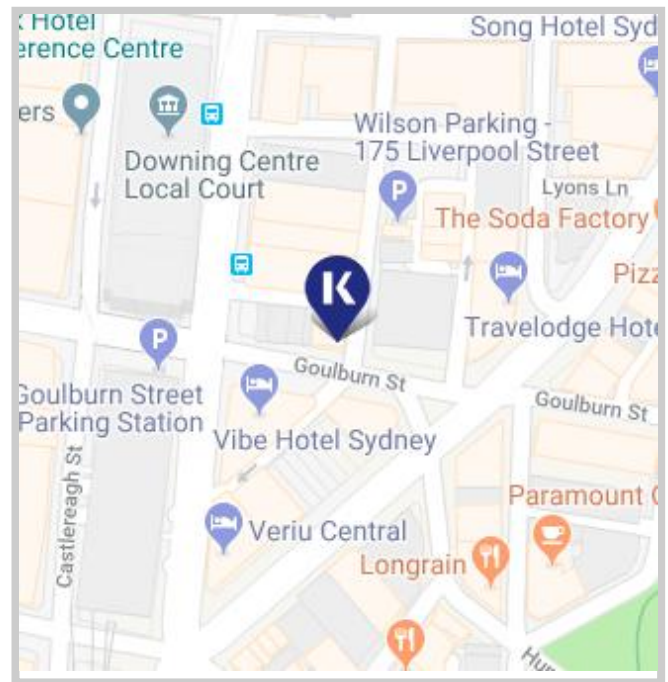 Hotel
erence Centre
Song Hotel Syd
ers
Downing Centre
Local Court
Wilson Parking -
175 Liverpool Street
P
Lyons Ln
The Soda Factory
K
Pizz
Travelodge Hote
P
Goulburn St
Goulburn Street
Parking Station
Goulburn St
Vibe Hotel Sydney
Castlereagh St
Paramount C
Veriu Central
Longrain
Hun